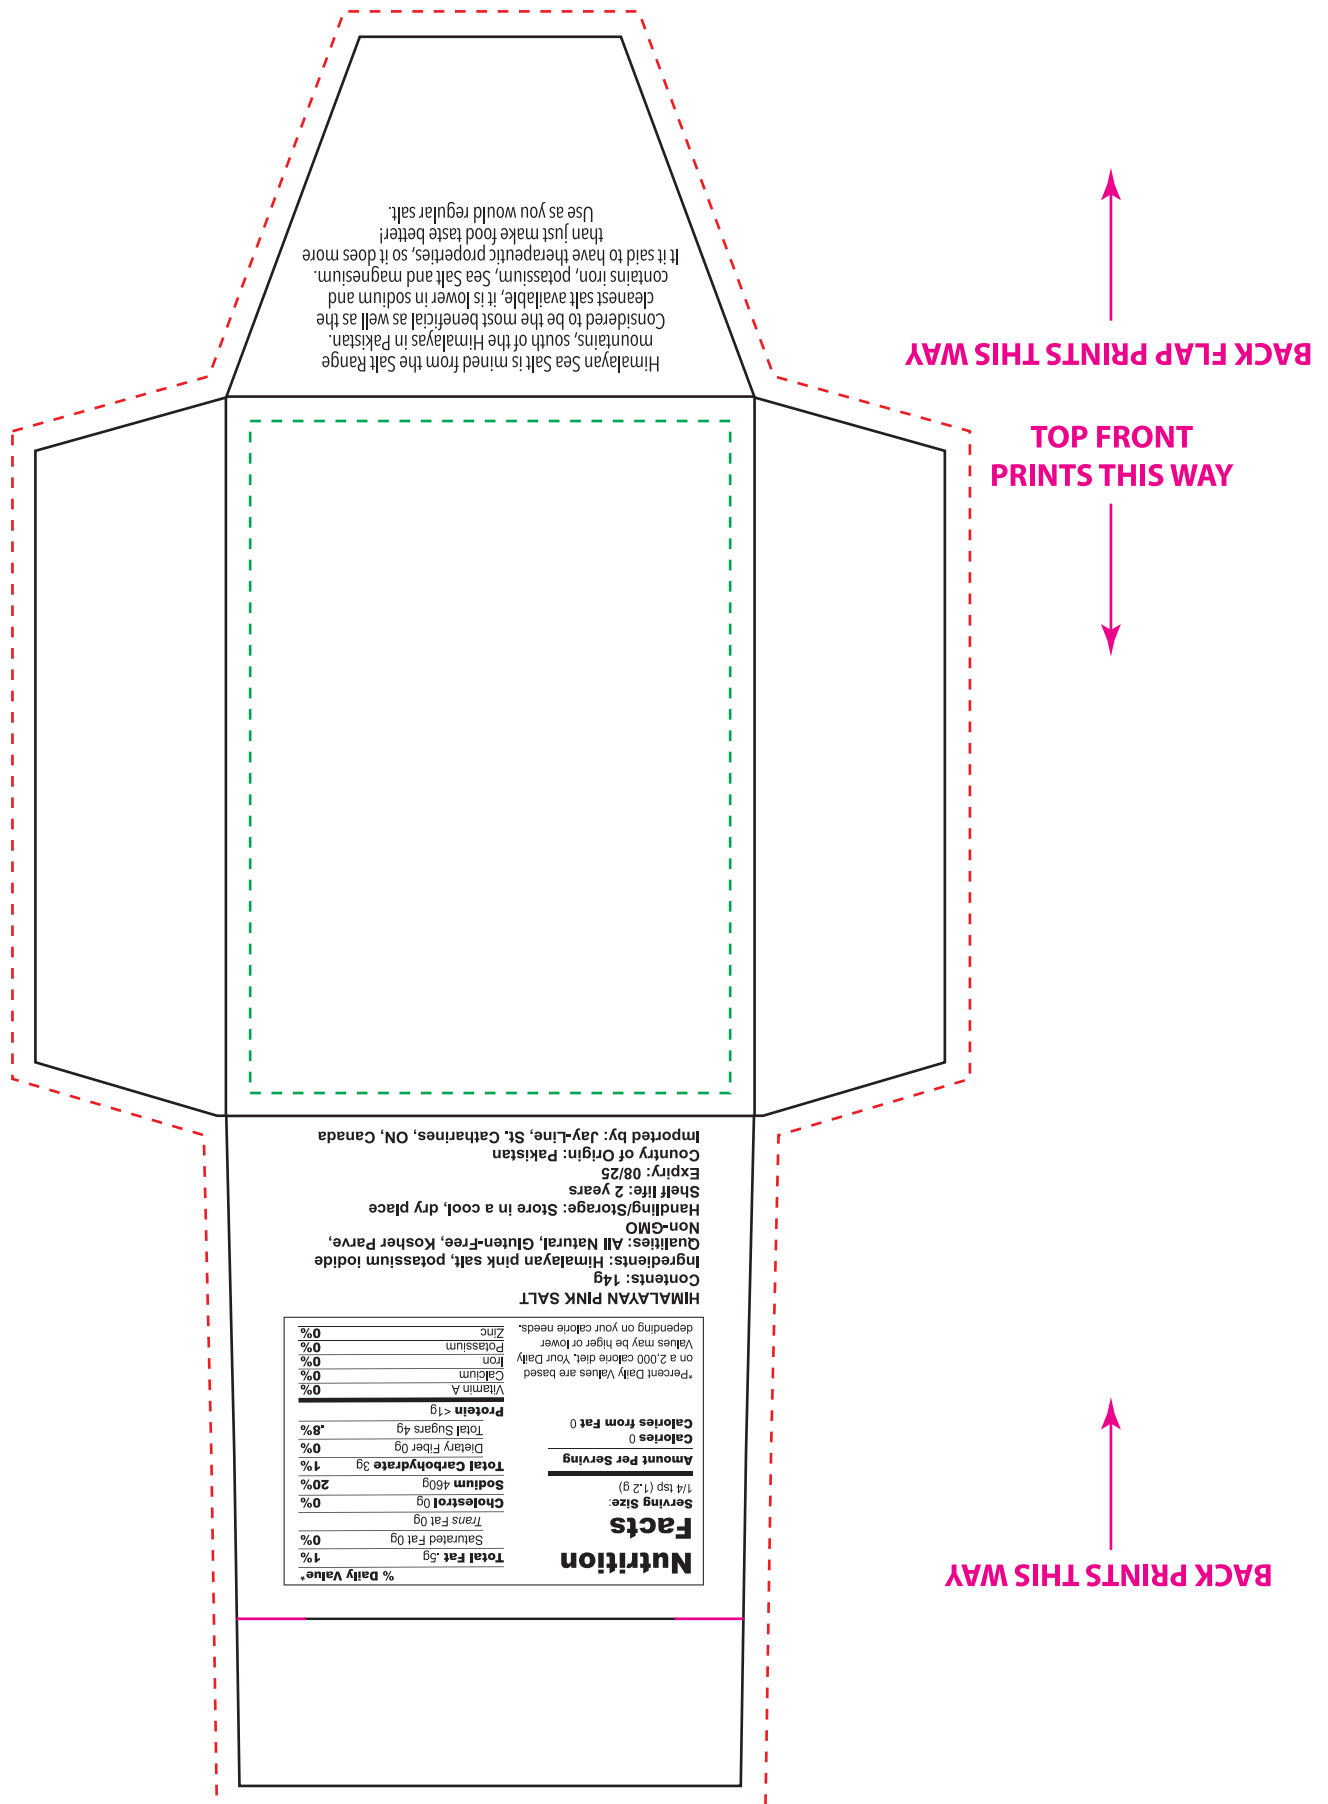 Himalayan Sea Salt is mined from the Salt Range
mountains, south of the Himalayas in Pakistan.
Considered to be the most beneficial as well as the
cleanest salt available, it is lower in sodium and
contains iron, potassium, Sea Salt and magnesium.
It it said to have therapeutic properties, so it does more
than just make food taste better!
Use as you would regular salt.
BACK FLAP PRINTS THIS WAY
TOP FRONT
PRINTS THIS WAY
BACK PRINTS THIS WAY
Nutrition
Facts
Serving Size:
1/4 tsp (1.2 g)
Amount Per Serving
Calories 0
Calories from Fat 0
*Percent Daily Values are based
on a 2,000 calorie diet. Your Daily
Values may be higer or lower
depending on your calorie needs.
% Daily Value*
Total Fat .5g 1%
Saturated Fat 0g 0%
Trans Fat 0g
Cholestrol 0g 0%
Sodium 460g 20%
Total Carbohydrate 3g 1%
Dietary Fiber 0g 0%
Total Sugars 4g .8%
Protein <1g
Vitamin A 0%
Calcium 0%
Iron 0%
Potassium 0%
Zinc 0%
HIMALAYAN PINK SALT
Contents: 14g
Ingredients: Himalayan pink salt, potassium iodide
Qualities: All Natural, Gluten-Free, Kosher Parve,
Non-GMO
Handling/Storage: Store in a cool, dry place
Shelf life: 2 years
Expiry: 08/25
Country of Origin: Pakistan
Imported by: Jay-Line, St. Catharines, ON, Canada